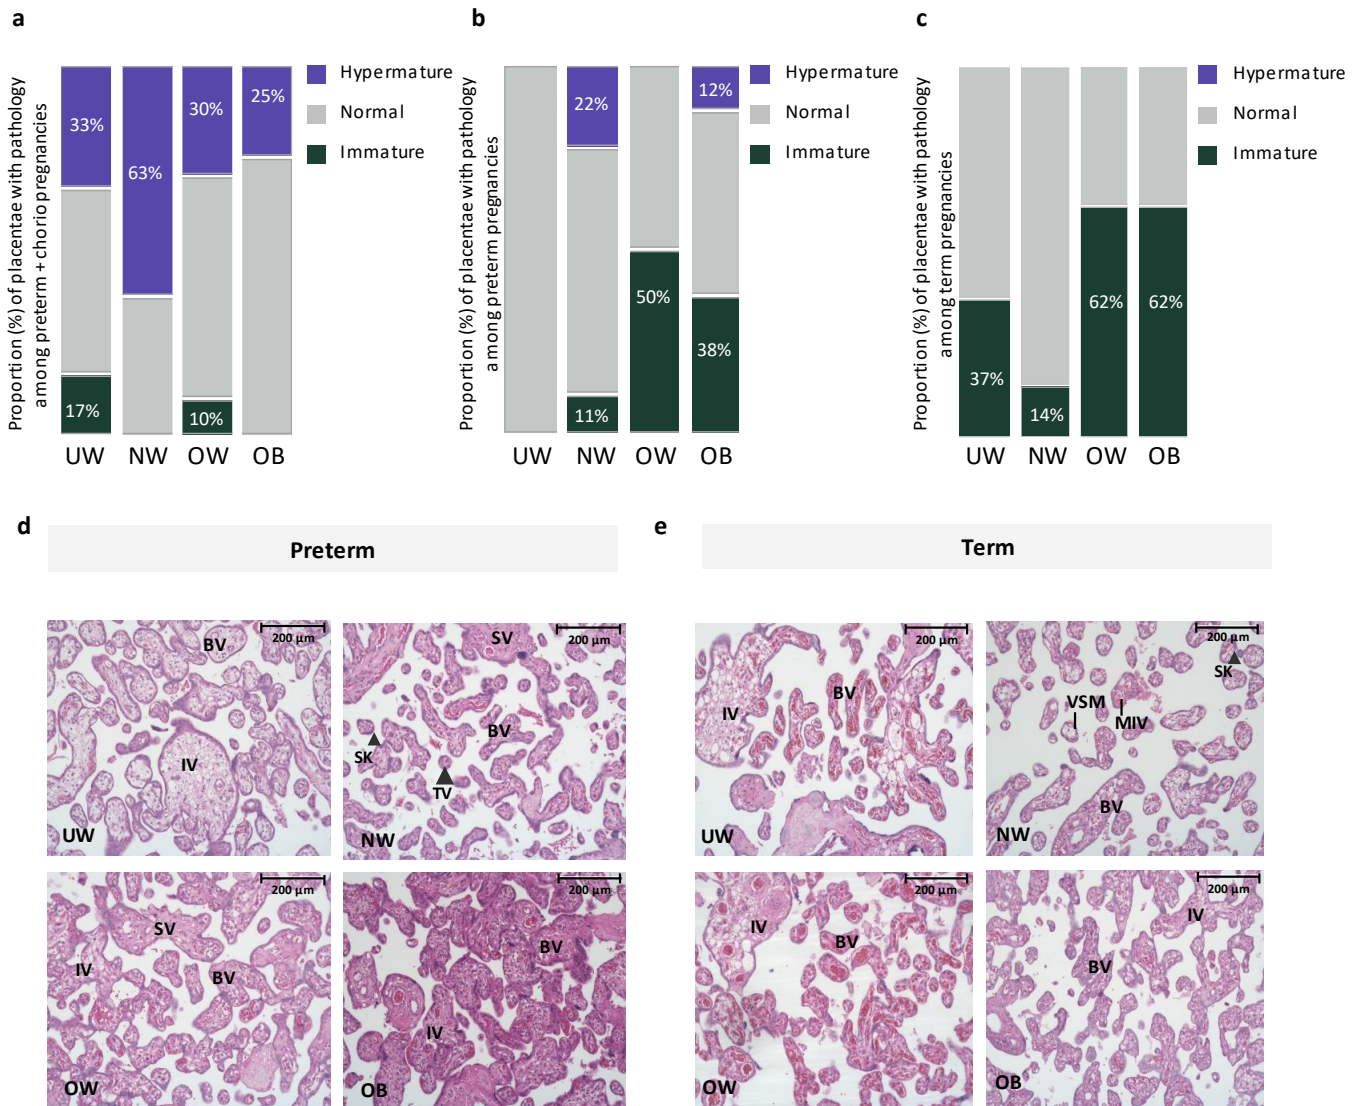 a
Proportion (%) of placentae with pathology
among preterm + chorio pregnancies
33%
17%
63%
30%
10%
25%
UW NW OW OB
Hypermature
Normal
Immature
b
Proportion (%) of placentae with pathology
among preterm pregnancies
22%
11%
50%
12%
38%
UW NW OW OB
Hypermature
Normal
Immature
c
Proportion (%) of placentae with pathology
among term pregnancies
37%
14%
62%
62%
UW NW OW OB
Hypermature
Normal
Immature
d
Preterm
BV
200 µm
IV
UW
SV
200 µm
BV
SK
TV
NW
200 µm
SV
IV
BV
OW
200 µm
BV
IV
OB
e
Term
200 µm
BV
IV
UW
200 µm
SK
VSM
MIV
BV
NW
200 µm
IV
BV
OW
200 µm
IV
BV
OB